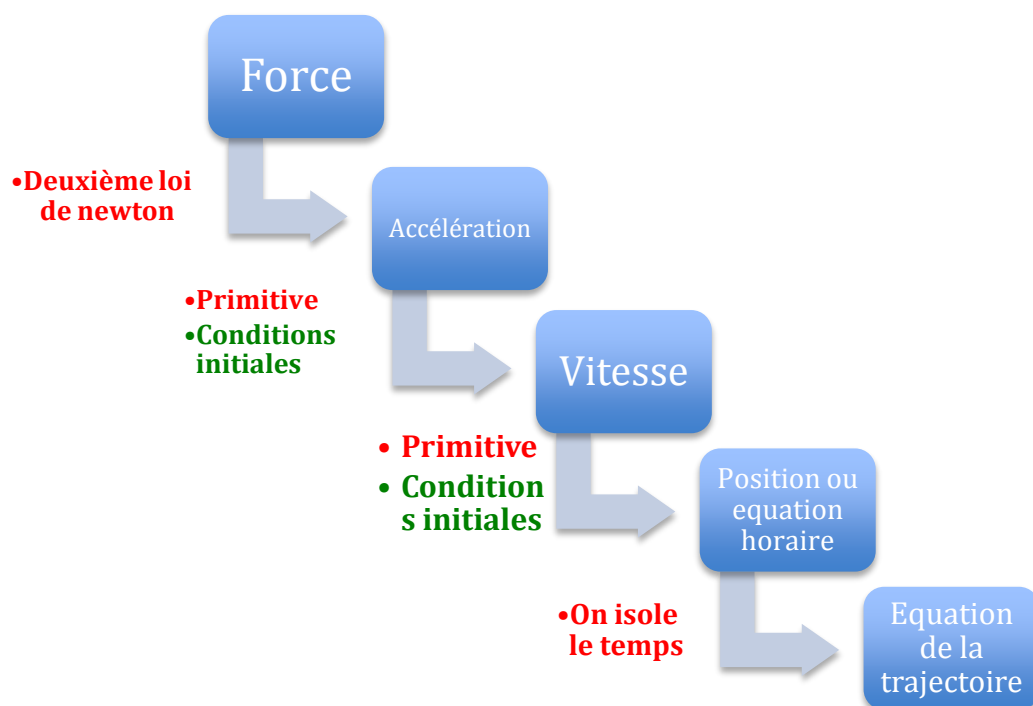 Force
•Deuxième loi
de newton
Accélération
•Primitive
•Conditions
initiales
Vitesse
• Primitive
• Condition
s initiales
Position ou
equation
horaire
•On isole
le temps
Equation
de la
trajectoire